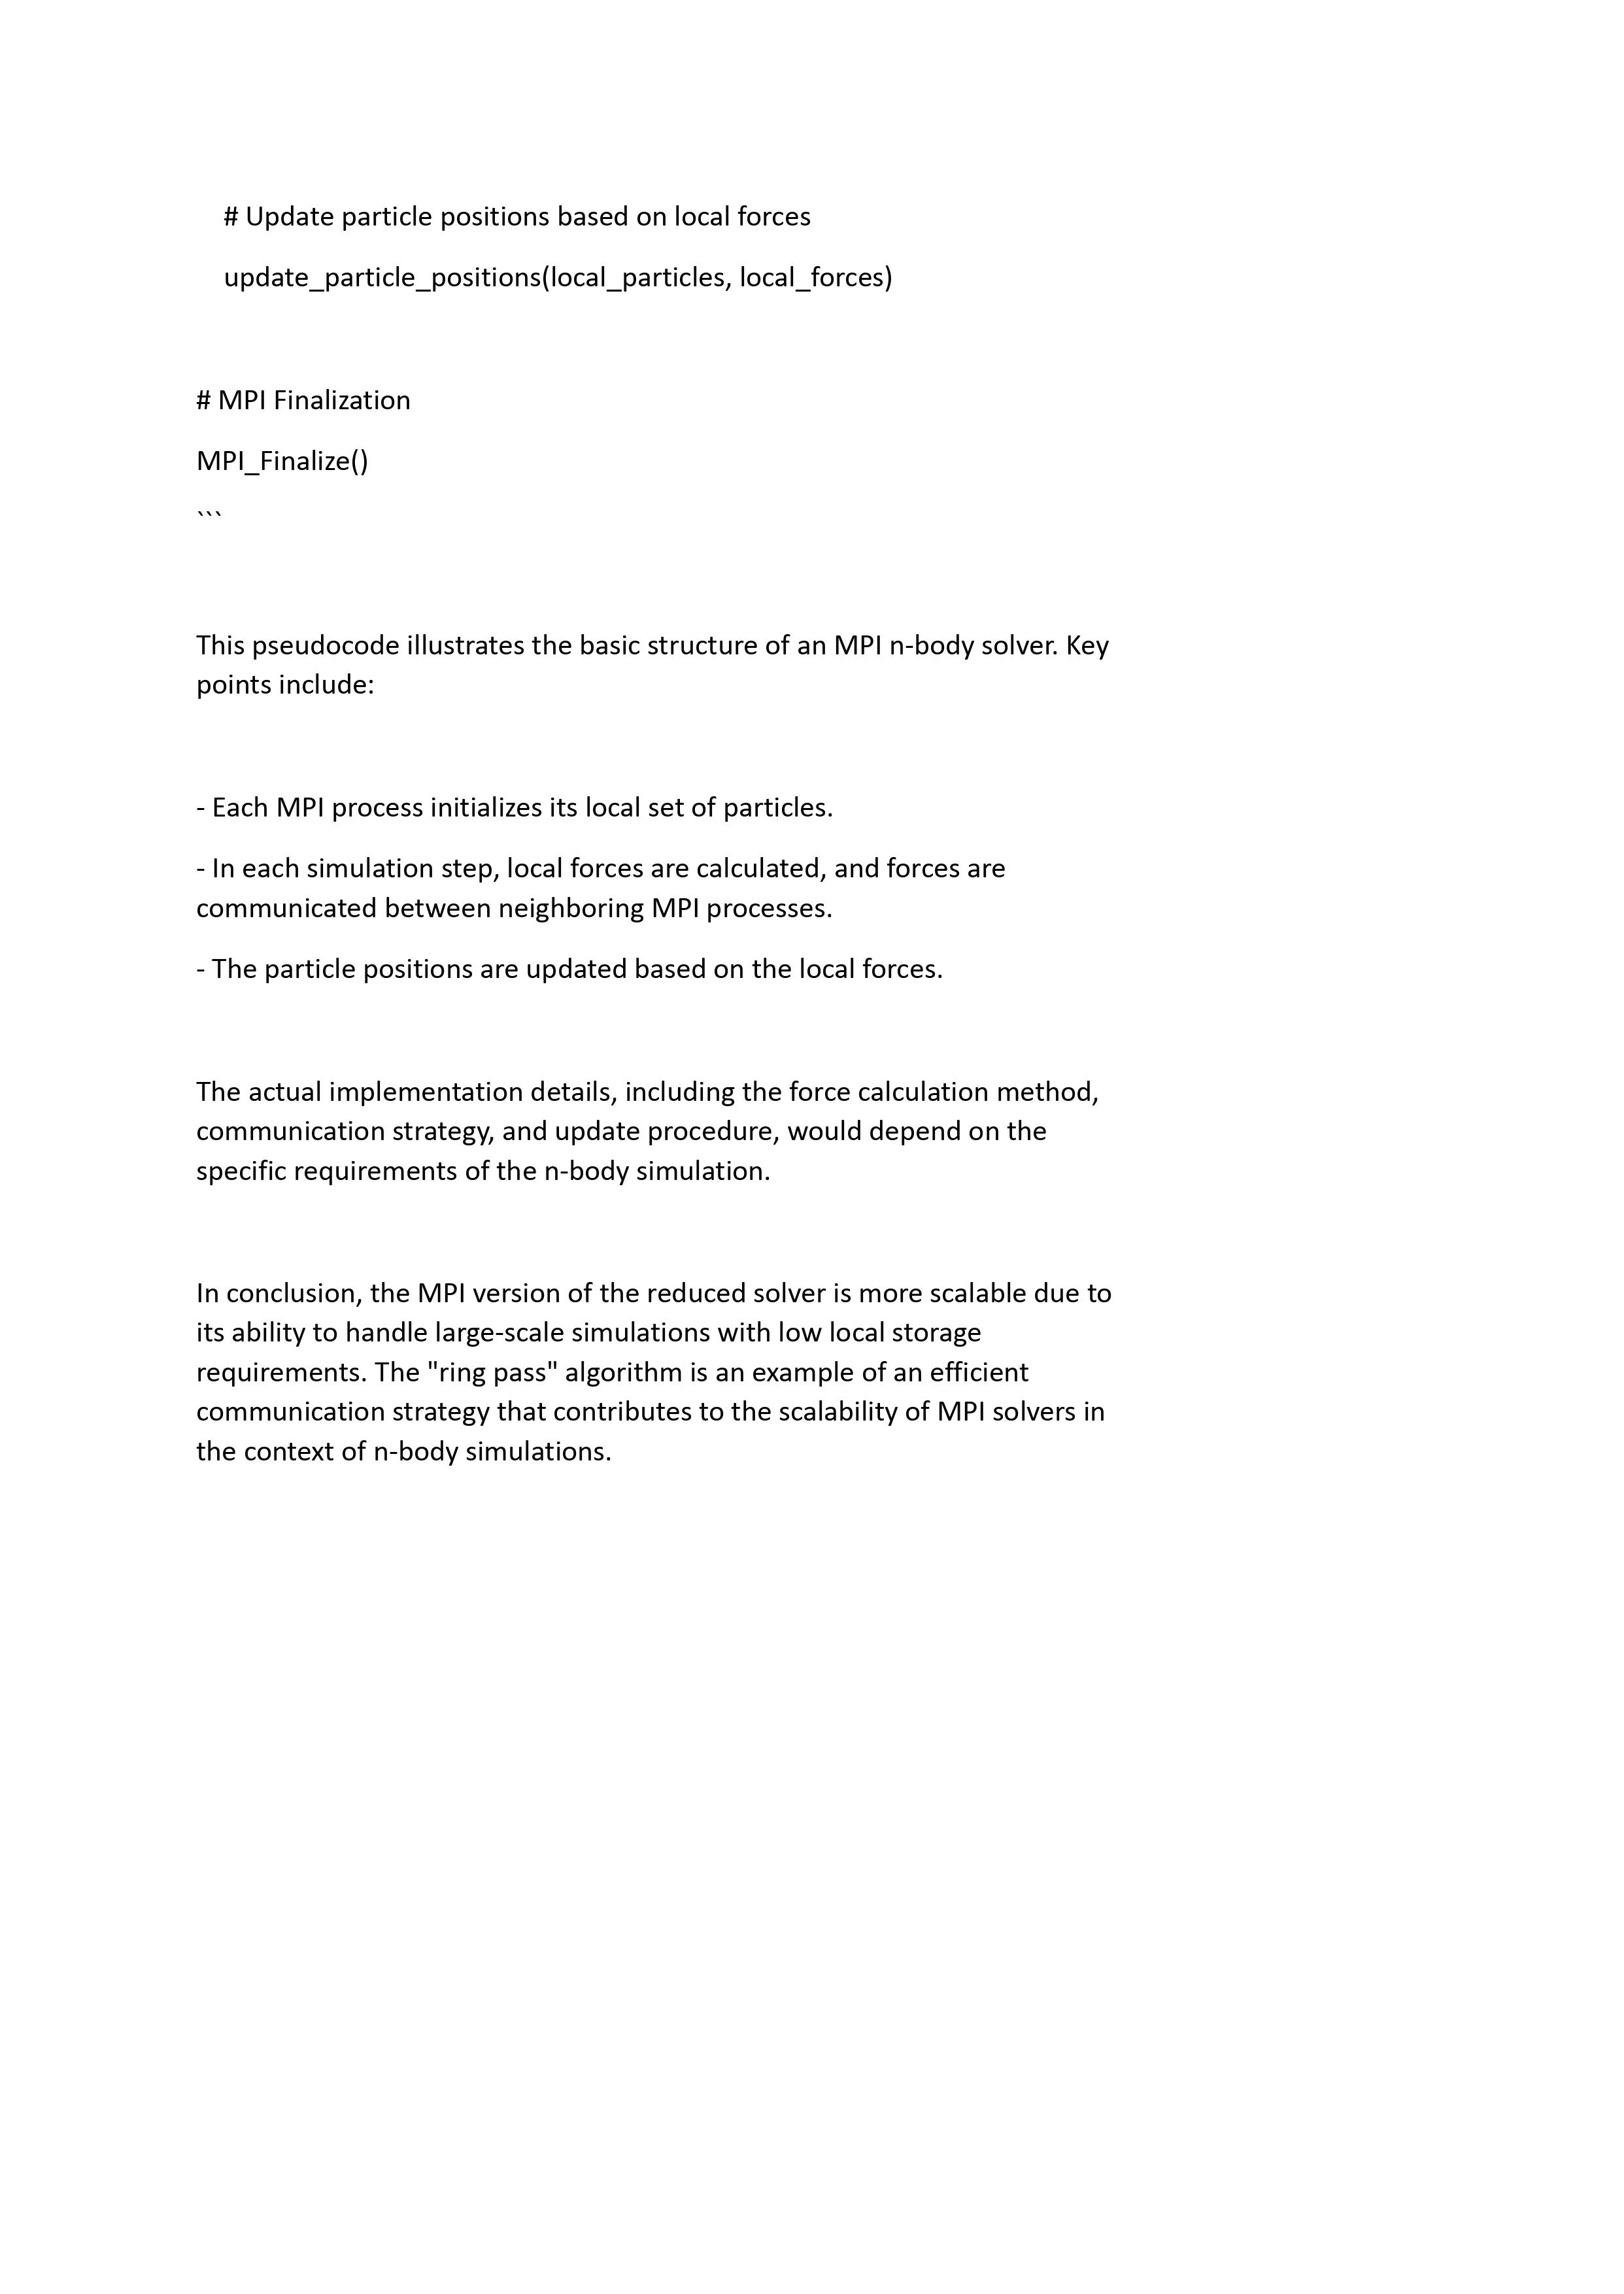 # Update particle positions based on local forces
update_particle_positions(local_particles, local_forces)
# MPI Finalization
MPI_Finalize()
```
This pseudocode illustrates the basic structure of an MPI n-body solver. Key
points include:
- Each MPI process initializes its local set of particles.
- In each simulation step, local forces are calculated, and forces are
communicated between neighboring MPI processes.
- The particle positions are updated based on the local forces.
The actual implementation details, including the force calculation method,
communication strategy, and update procedure, would depend on the
specific requirements of the n-body simulation.
In conclusion, the MPI version of the reduced solver is more scalable due to
its ability to handle large-scale simulations with low local storage
requirements. The "ring pass" algorithm is an example of an efficient
communication strategy that contributes to the scalability of MPI solvers in
the context of n-body simulations.